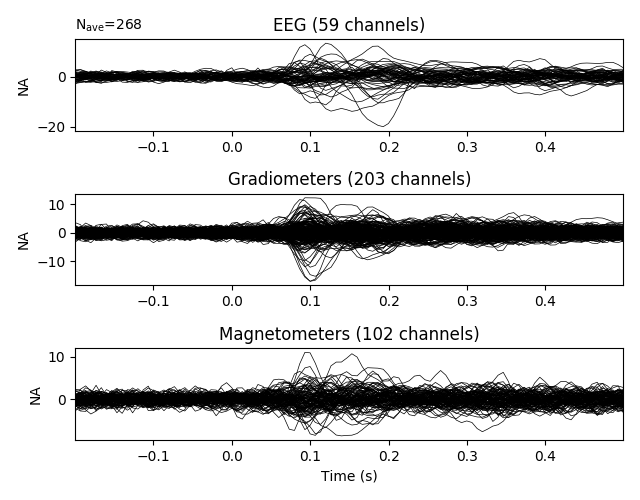 N_ave=268
EEG (59 channels)
NA
0
−20
−0.1 0.0 0.1 0.2 0.3 0.4
Gradiometers (203 channels)
NA
10
0
−10
−0.1 0.0 0.1 0.2 0.3 0.4
Magnetometers (102 channels)
NA
10
0
−0.1 0.0 0.1 0.2 0.3 0.4
Time (s)